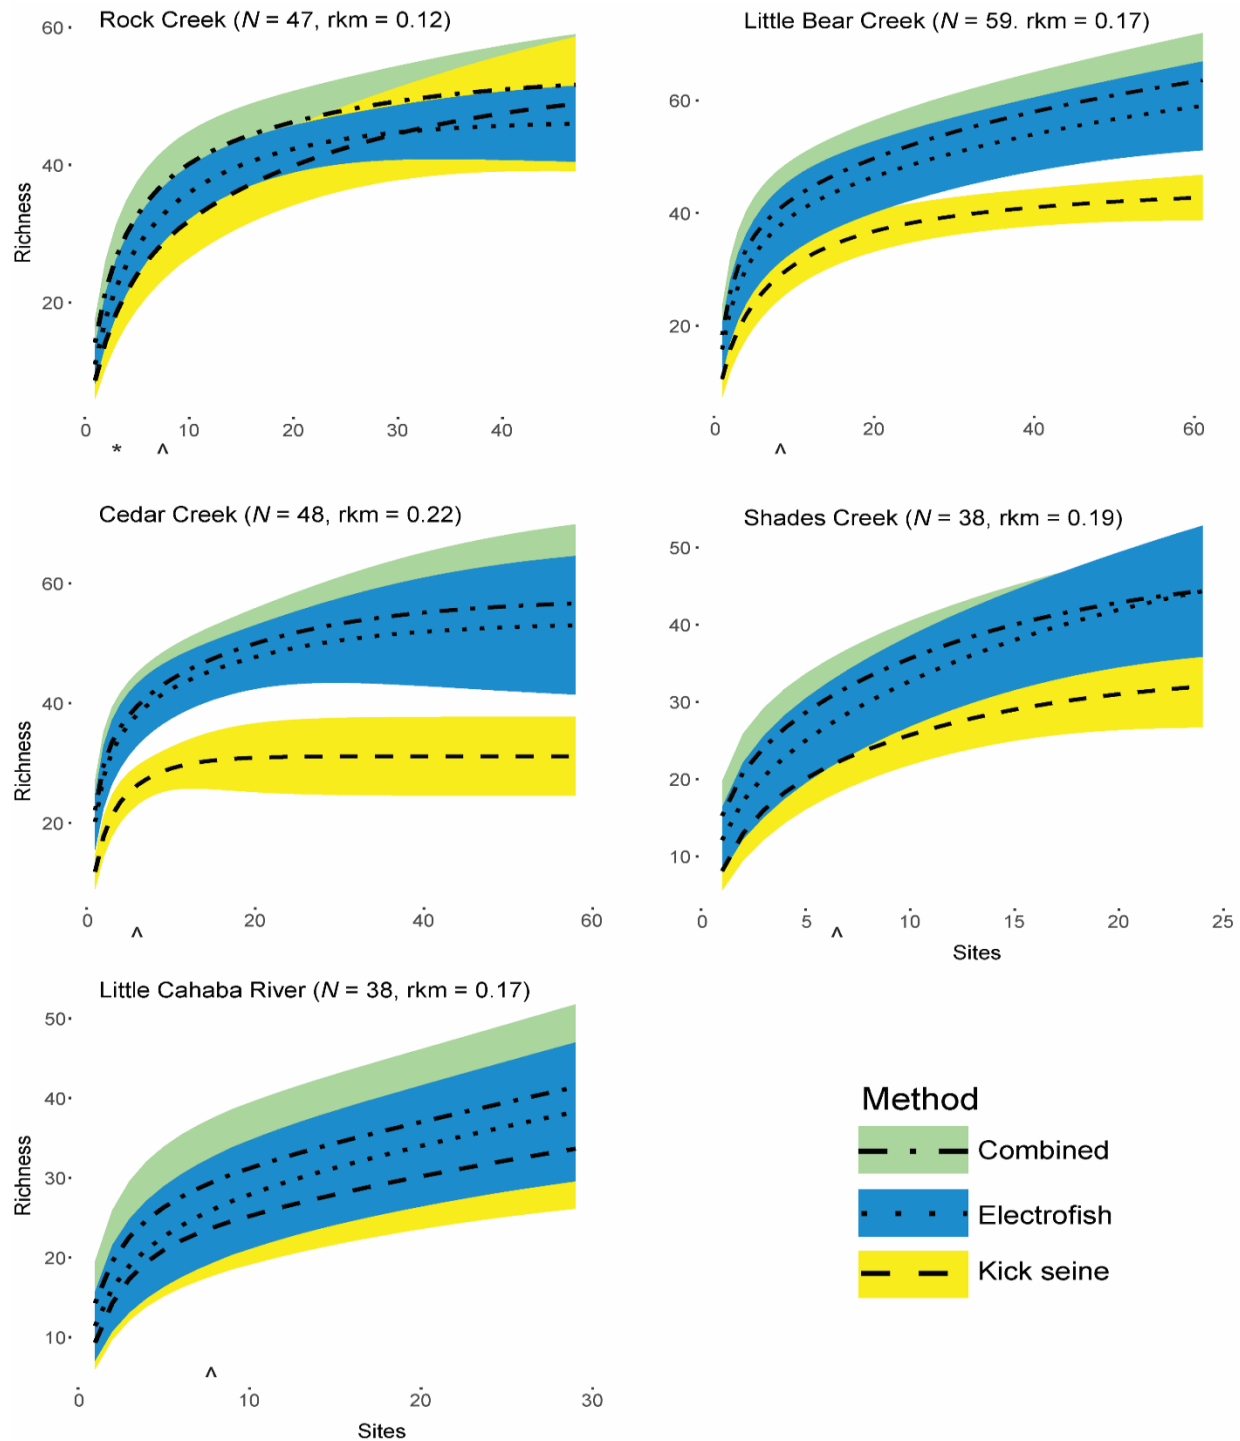 Rock Creek (N = 47, rkm = 0.12)
60
40
20
Richness
0 10 20 30 40
* ^
Little Bear Creek (N = 59. rkm = 0.17)
60
40
20
0 20 40 60
^
Cedar Creek (N = 48, rkm = 0.22)
60
40
20
Richness
0 20 40 60
^
Shades Creek (N = 38, rkm = 0.19)
50
40
30
20
10
0 5 10 15 20 25
^
Sites
Little Cahaba River (N = 38, rkm = 0.17)
50
40
30
20
10
Richness
^
0 10 20 30
Sites
Method
Combined
Electrofish
Kick seine